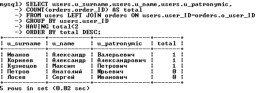 mysql> SELECT users.u_surname, users.u_name, users.u_patronymic,
-> COUNT(orders.order_ID) AS total
-> FROM users LEFT JOIN orders ON users.user_ID=orders.o_user_ID
-> GROUP BY users.user_ID
-> HAVING total<2
-> ORDER BY total DESC;
| u_surname | u_name | u_patronymic | total |
| Иванов | Александр | Валерьевич | 1 |
| Корнеев | Александр | Александрович | 1 |
| Кузнецов | Максим | Петрович | 1 |
| Петров | Анатолий | Юрьевич | 0 |
| Лосев | Сергей | Иванович | 0 |
5 rows in set (0.02 sec)